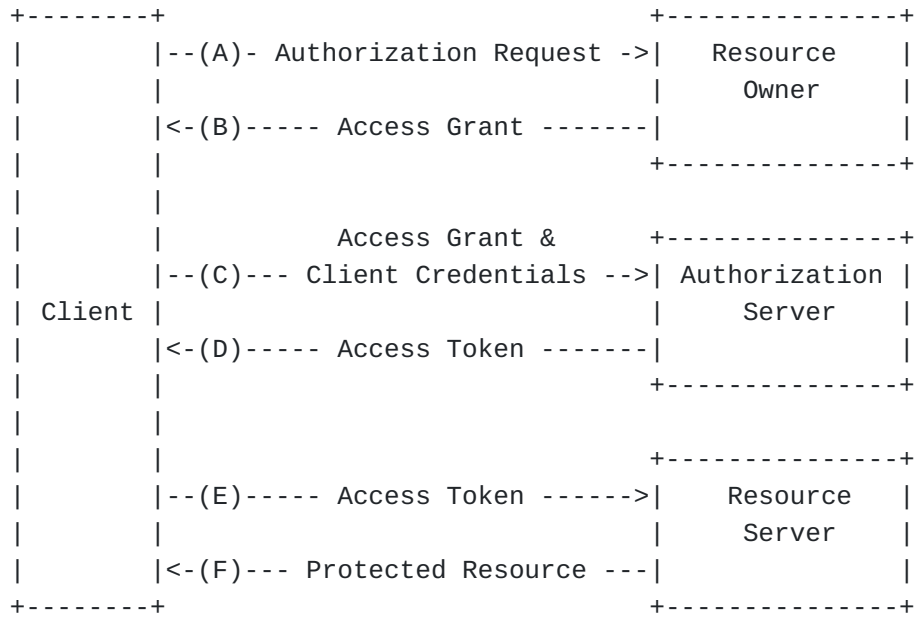 +--------+                               +---------------+
|        |--(A)- Authorization Request ->|   Resource    |
|        |                               |     Owner     |
|        |<-(B)----- Access Grant -------|               |
|        |                               +---------------+
|        |
|        |           Access Grant &      +---------------+
|        |--(C)--- Client Credentials -->| Authorization |
| Client |                               |     Server    |
|        |<-(D)----- Access Token -------|               |
|        |                               +---------------+
|        |
|        |                               +---------------+
|        |--(E)----- Access Token ------>|    Resource   |
|        |                               |     Server    |
|        |<-(F)--- Protected Resource ---|               |
+--------+                               +---------------+